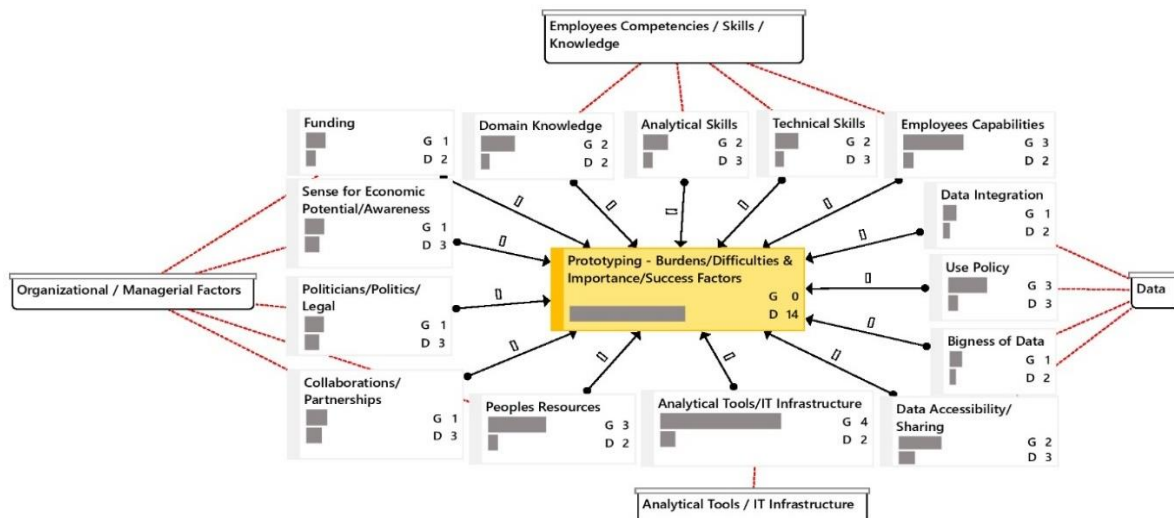 Employees Competencies / Skills /
Knowledge
Funding
G 1
D 2
Domain Knowledge
G 2
D 2
Analytical Skills
G 2
D 3
Technical Skills
G 2
D 3
Employees Capabilities
G 3
D 2
Sense for Economic
Potential/Awareness
G 1
D 3
Data Integration
G 1
D 2
Prototyping - Burdens/Difficulties &
Importance/Success Factors
G 0
D 14
Use Policy
G 3
D 3
Organizational / Managerial Factors
Data
Politicians/Politics/
Legal
G 1
D 3
Bigness of Data
G 1
D 2
Collaborations/
Partnerships
G 1
D 3
Peoples Resources
G 3
D 2
Analytical Tools/IT Infrastructure
G 4
D 2
Data Accessibility/
Sharing
G 2
D 3
Analytical Tools / IT Infrastructure